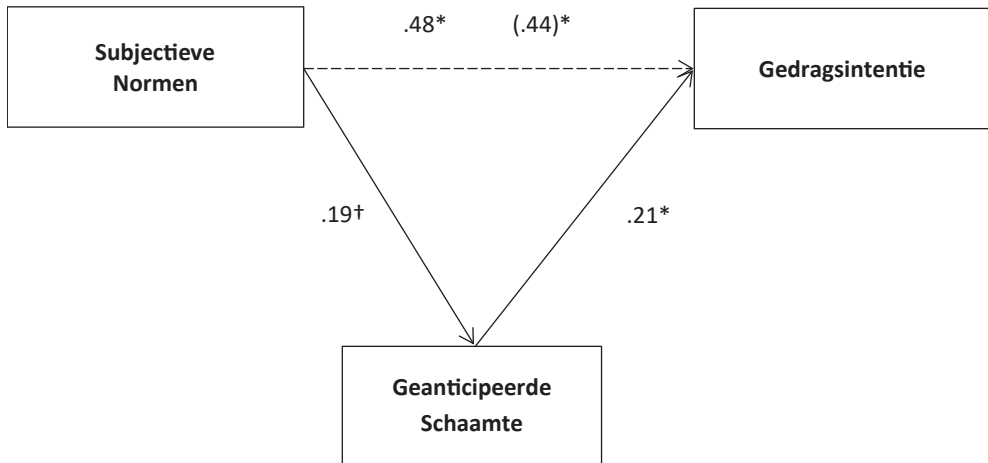 .48* (.44)*
Subjectieve
Normen
Gedragsintentie
.19†
.21*
Geanticipeerde
Schaamte